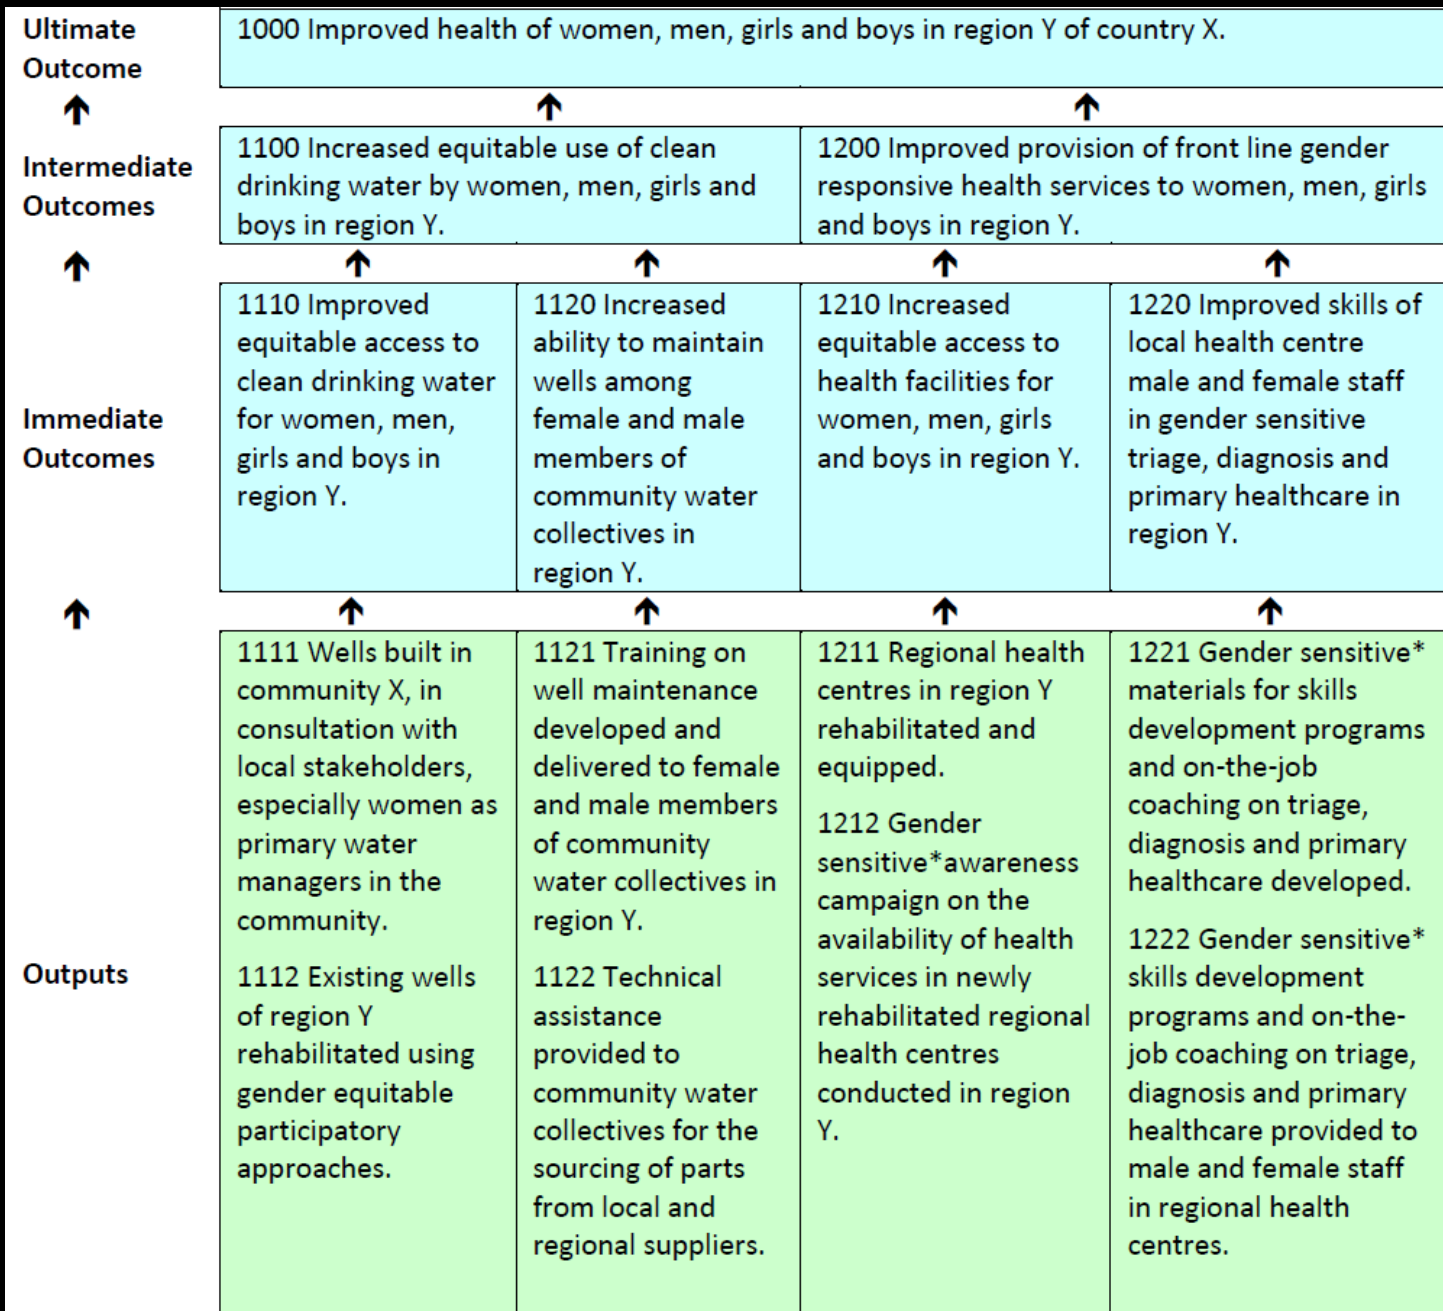 Ultimate
Outcome
1000 Improved health of women, men, girls and boys in region Y of country X.
Intermediate
Outcomes
1100 Increased equitable use of clean
drinking water by women, men, girls and
boys in region Y.
1200 Improved provision of front line gender
responsive health services to women, men, girls
and boys in region Y.
Immediate
Outcomes
1110 Improved
equitable access to
clean drinking water
for women, men,
girls and boys in
region Y.
1120 Increased
ability to maintain
wells among
female and male
members of
community water
collectives in
region Y.
1210 Increased
equitable access to
health facilities for
women, men, girls
and boys in region Y.
1220 Improved skills of
local health centre
male and female staff
in gender sensitive
triage, diagnosis and
primary healthcare in
region Y.
Outputs
1111 Wells built in
community X, in
consultation with
local stakeholders,
especially women as
primary water
managers in the
community.
1112 Existing wells
of region Y
rehabilitated using
gender equitable
participatory
approaches.
1121 Training on
well maintenance
developed and
delivered to female
and male members
of community
water collectives in
region Y.
1122 Technical
assistance
provided to
community water
collectives for the
sourcing of parts
from local and
regional suppliers.
1211 Regional health
centres in region Y
rehabilitated and
equipped.
1212 Gender
sensitive*awareness
campaign on the
availability of health
services in newly
rehabilitated regional
health centres
conducted in region
Y.
1221 Gender sensitive*
materials for skills
development programs
and on-the-job
coaching on triage,
diagnosis and primary
healthcare developed.
1222 Gender sensitive*
skills development
programs and on-the-
job coaching on triage,
diagnosis and primary
healthcare provided to
male and female staff
in regional health
centres.